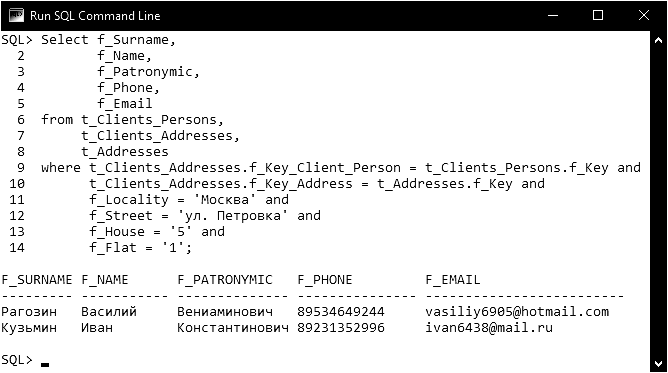 Run SQL Command Line
SQL> Select f_Surname,
  2         f_Name,
  3         f_Patronymic,
  4         f_Phone,
  5         f_Email
  6  from t_Clients_Persons,
  7       t_Clients_Addresses,
  8       t_Addresses
  9  where t_Clients_Addresses.f_Key_Client_Person = t_Clients_Persons.f_Key and
 10        t_Clients_Addresses.f_Key_Address = t_Addresses.f_Key and
 11        f_Locality = 'Москва' and
 12        f_Street = 'ул. Петровка' and
 13        f_House = '5' and
 14        f_Flat = '1';
F_SURNAME F_NAME      F_PATRONYMIC   F_PHONE         F_EMAIL
--------- ----------- -------------- --------------- -------------------------
Рагозин   Василий     Вениаминович   89534649244     vasiliy6905@hotmail.com
Кузьмин   Иван        Константинович 89231352996     ivan6438@mail.ru
SQL>